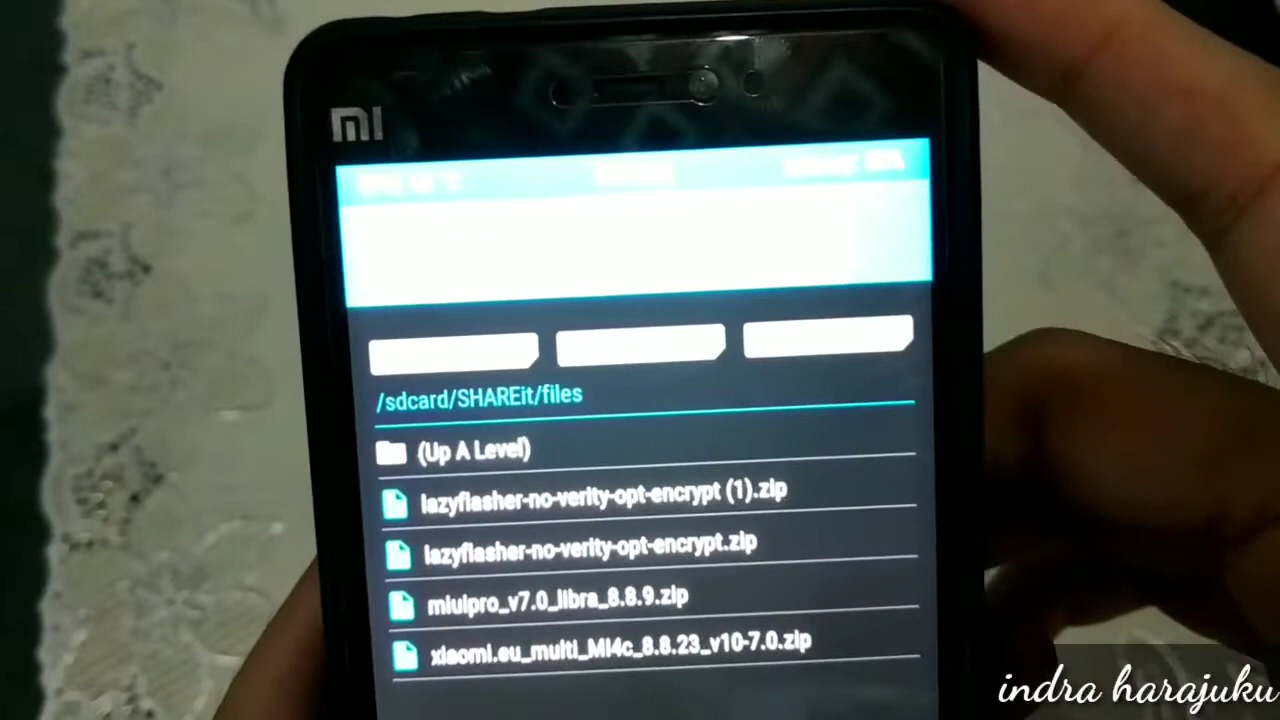 MI
/sdcard/SHAREit/files
(Up A Level)
lazyflasher-no-verity-opt-encrypt (1).zip
lazyflasher-no-verity-opt-encrypt.zip
miuipro_v7.0_libra_8.8.9.zip
xiaomi.eu_multi_MI4c_8.8.23_v10-7.0.zip
indra harajuku